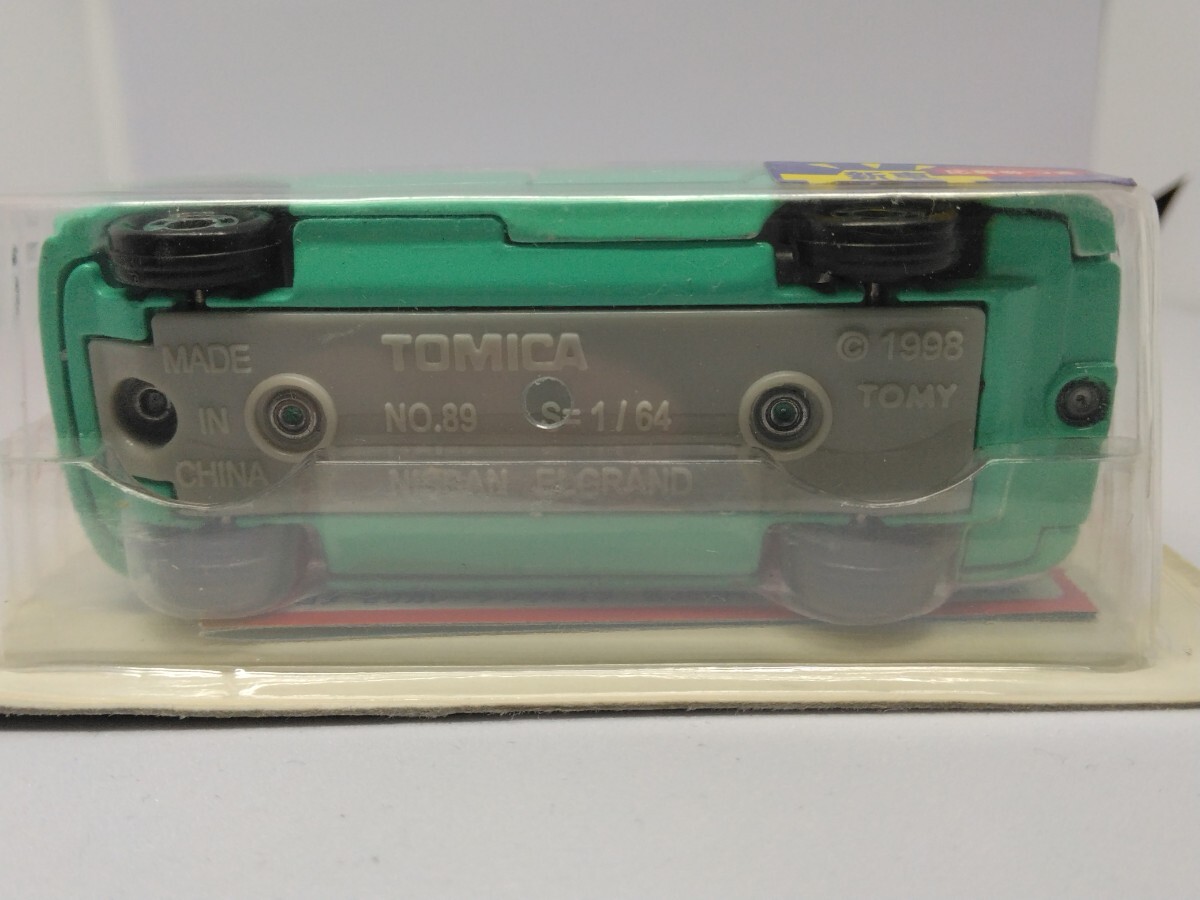 MADE
IN
CHINA
TOMICA
NO.89 S=1/64
NISSAN ELGRAND
© 1998
TOMY